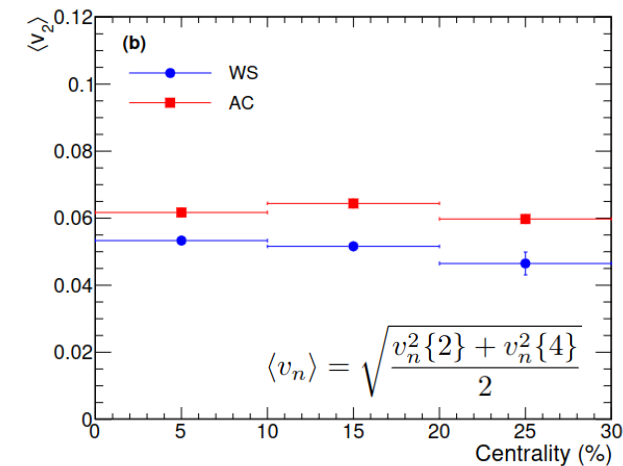 ⟨v₂⟩
0.12
0.1
0.08
0.06
0.04
0.02
0
(b)
WS
AC
⟨vₙ⟩ = √((vₙ²{2} + vₙ²{4})/2)
0 5 10 15 20 25 30
Centrality (%)